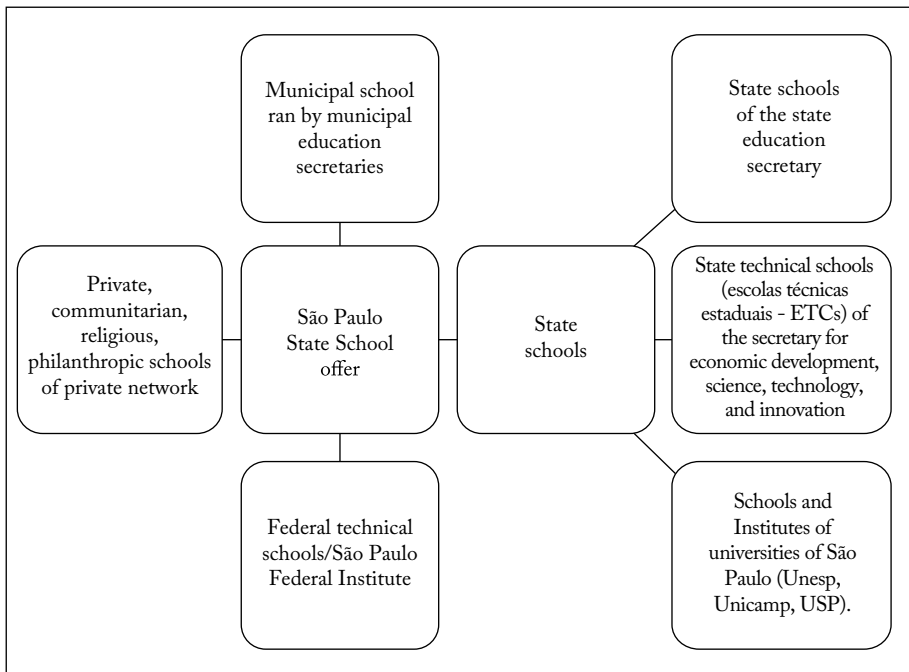 Municipal school
ran by municipal
education
secretaries
State schools
of the state
education
secretary
Private,
communitarian,
religious,
philanthropic schools
of private network
São Paulo
State School
offer
State
schools
State technical schools
(escolas técnicas
estaduais - ETCs) of
the secretary for
economic development,
science, technology,
and innovation
Federal technical
schools/São Paulo
Federal Institute
Schools and
Institutes of
universities of São
Paulo (Unesp,
Unicamp, USP).